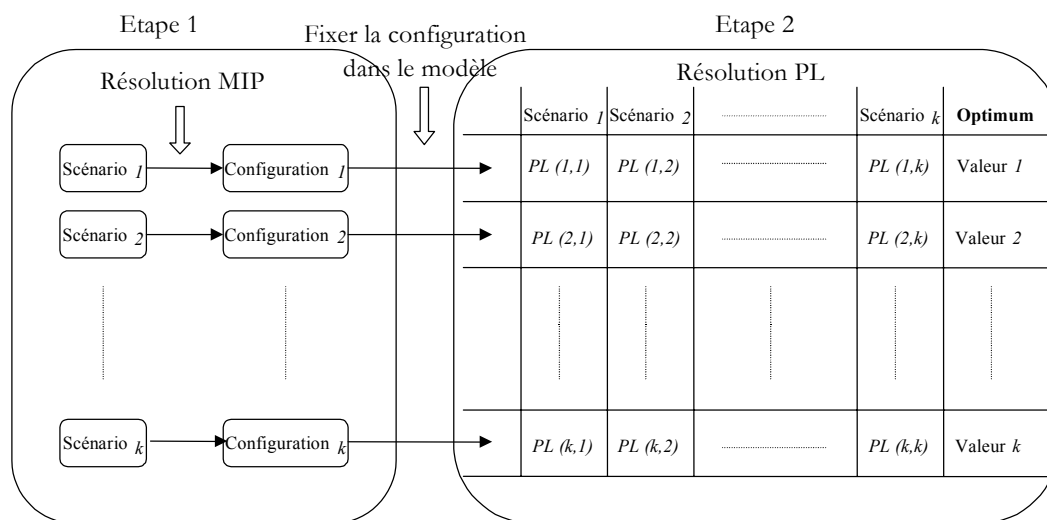 Etape 1
Fixer la configuration
dans le modèle
Etape 2
Résolution MIP
Résolution PL
Scénario 1 Scénario 2 Scénario k Optimum
Scénario 1 Configuration 1 PL (1,1) PL (1,2) PL (1,k) Valeur 1
Scénario 2 Configuration 2 PL (2,1) PL (2,2) PL (2,k) Valeur 2
Scénario k Configuration k PL (k,1) PL (k,2) PL (k,k) Valeur k